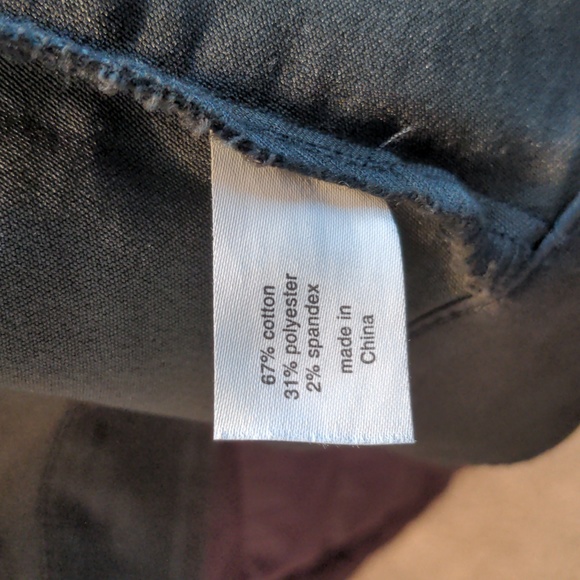 67% cotton
31% polyester
2% spandex
made in
China